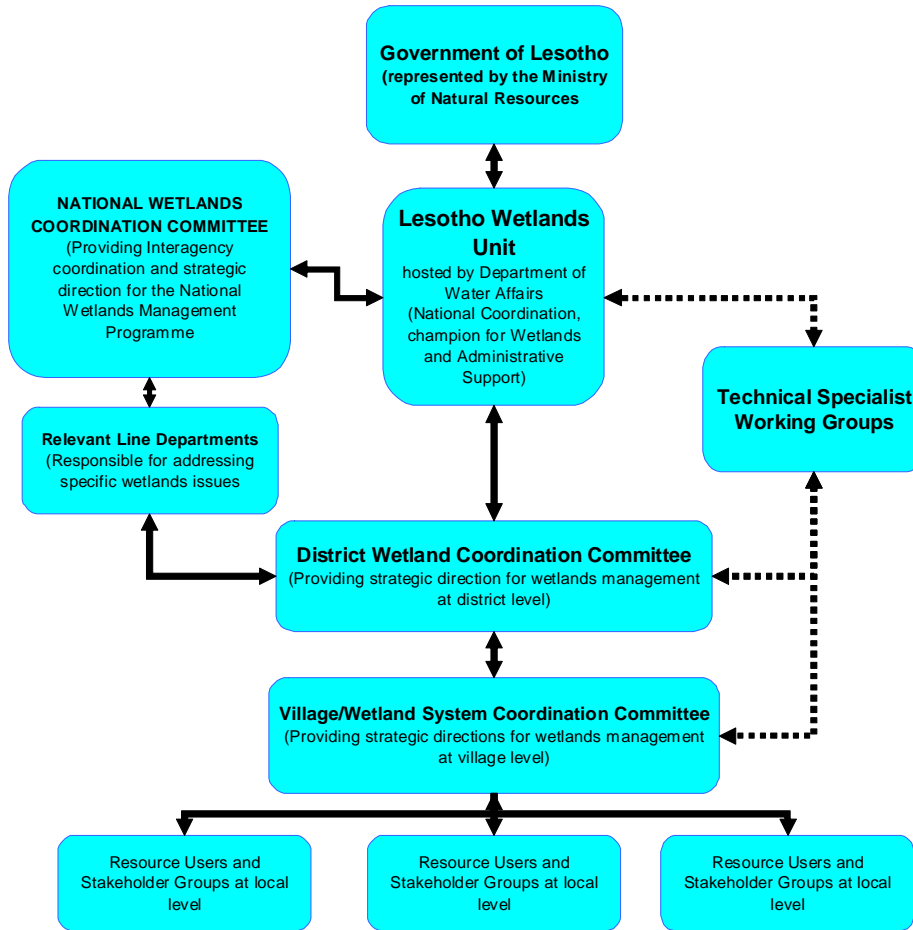 Government of Lesotho
(represented by the Ministry
of Natural Resources
NATIONAL WETLANDS
COORDINATION COMMITTEE
(Providing Interagency
coordination and strategic
direction for the National
Wetlands Management
Programme
Lesotho Wetlands
Unit
hosted by Department of
Water Affairs
(National Coordination,
champion for Wetlands
and Administrative
Support)
Technical Specialist
Working Groups
Relevant Line Departments
(Responsible for addressing
specific wetlands issues
District Wetland Coordination Committee
(Providing strategic direction for wetlands management
at district level)
Village/Wetland System Coordination Committee
(Providing strategic directions for wetlands management
at village level)
Resource Users and
Stakeholder Groups at local
level
Resource Users and
Stakeholder Groups at local
level
Resource Users and
Stakeholder Groups at local
level